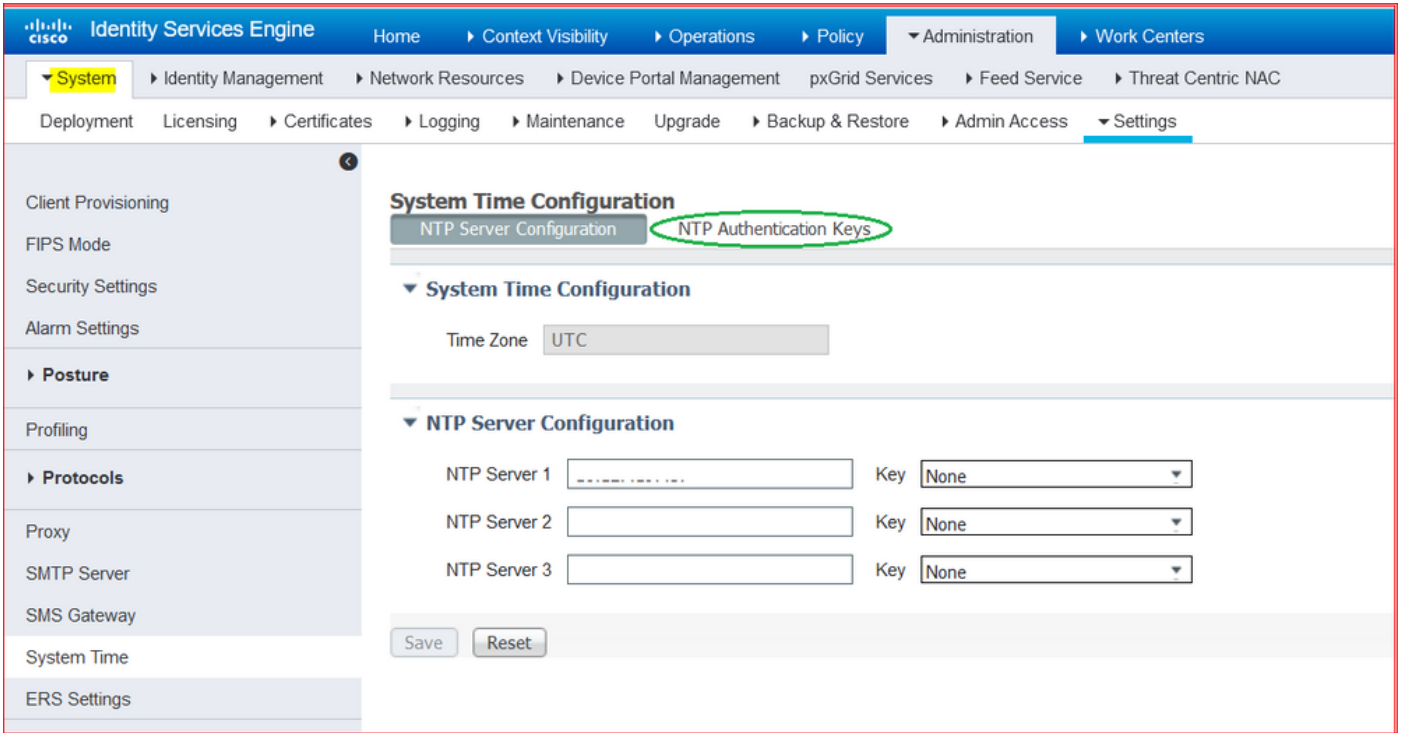 cisco Identity Services Engine Home Context Visibility Operations Policy Administration Work Centers
System Identity Management Network Resources Device Portal Management pxGrid Services Feed Service Threat Centric NAC
Deployment Licensing Certificates Logging Maintenance Upgrade Backup & Restore Admin Access Settings
Client Provisioning
FIPS Mode
Security Settings
Alarm Settings
Posture
Profiling
Protocols
Proxy
SMTP Server
SMS Gateway
System Time
ERS Settings
System Time Configuration
NTP Server Configuration NTP Authentication Keys
System Time Configuration
Time Zone UTC
NTP Server Configuration
NTP Server 1 Key None
NTP Server 2 Key None
NTP Server 3 Key None
Save Reset